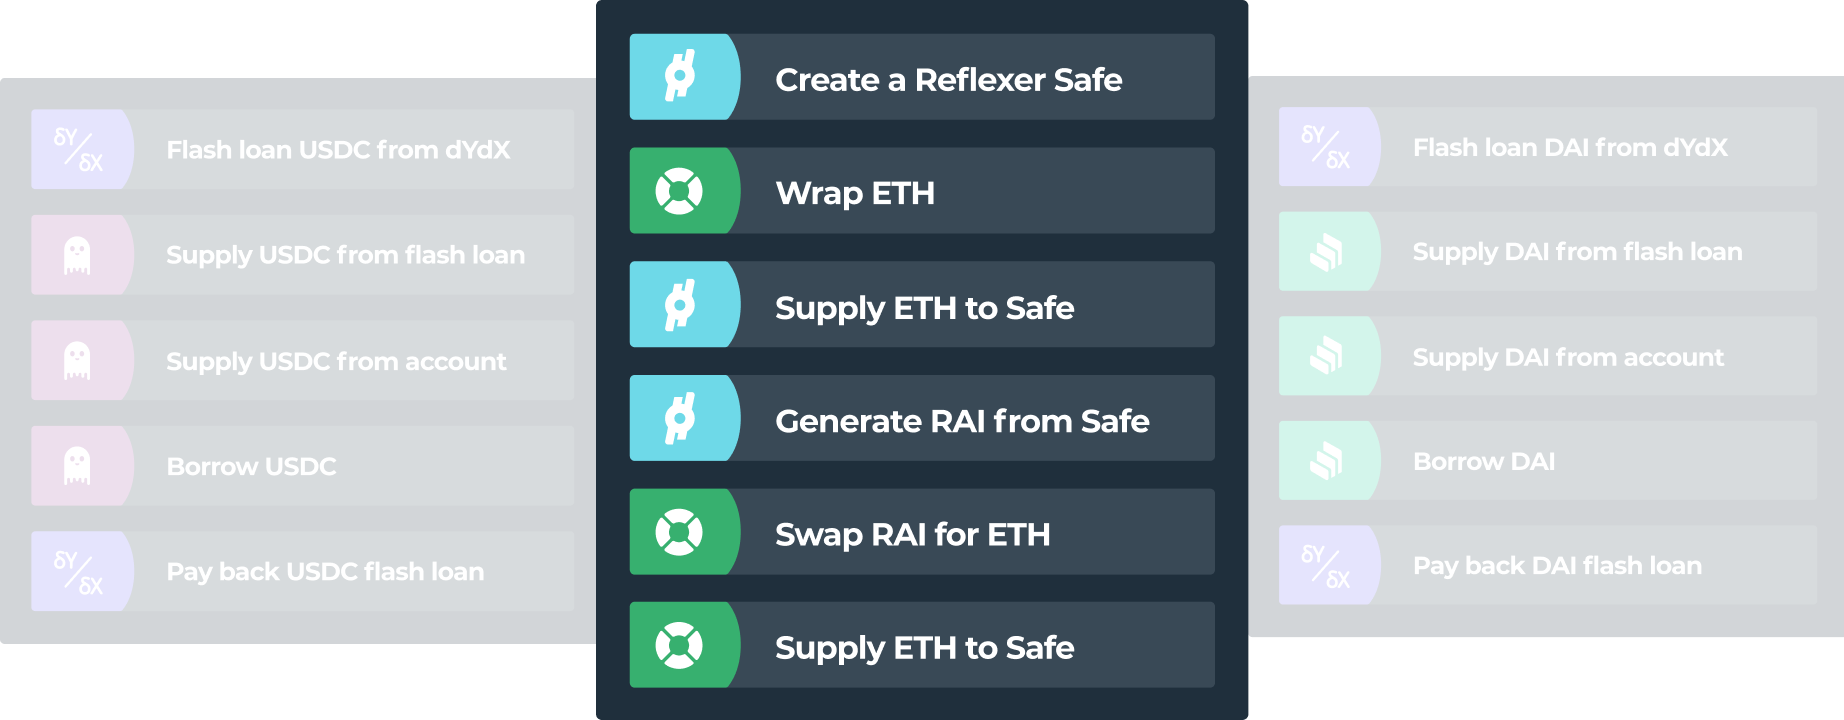 δY/δX
Flash loan USDC from dYdX
Supply USDC from flash loan
Supply USDC from account
Borrow USDC
δY/δX
Pay back USDC flash loan
Create a Reflexer Safe
Wrap ETH
Supply ETH to Safe
Generate RAI from Safe
Swap RAI for ETH
Supply ETH to Safe
δY/δX
Flash loan DAI from dYdX
Supply DAI from flash loan
Supply DAI from account
Borrow DAI
δY/δX
Pay back DAI flash loan